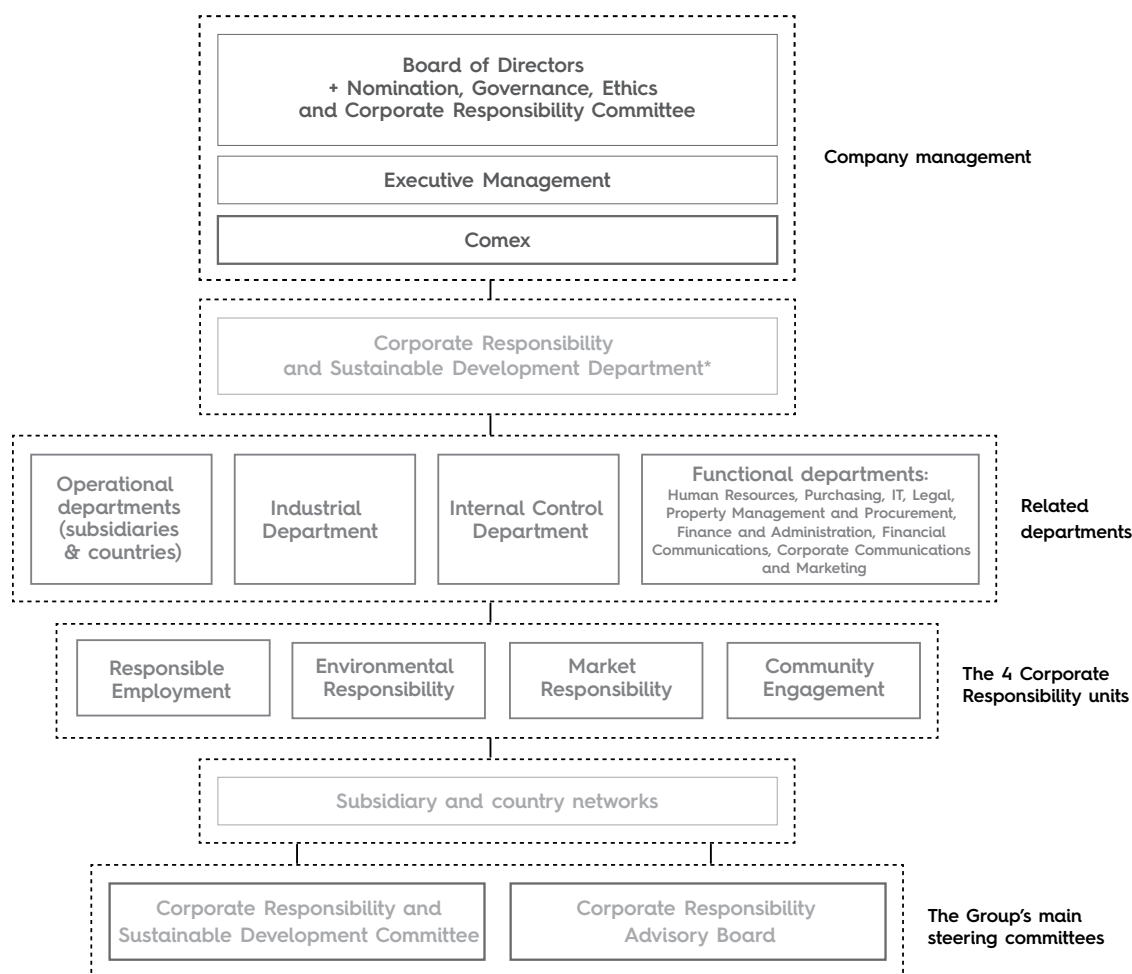 Board of Directors
+ Nomination, Governance, Ethics
and Corporate Responsibility Committee
Executive Management
Comex
Company management
Corporate Responsibility
and Sustainable Development Department*
Operational
departments
(subsidiaries
& countries)
Industrial
Department
Internal Control
Department
Functional departments:
Human Resources, Purchasing, IT, Legal,
Property Management and Procurement,
Finance and Administration, Financial
Communications, Corporate Communications
and Marketing
Related
departments
Responsible
Employment
Environmental
Responsibility
Market
Responsibility
Community
Engagement
The 4 Corporate
Responsibility units
Subsidiary and country networks
Corporate Responsibility and
Sustainable Development Committee
Corporate Responsibility
Advisory Board
The Group's main
steering committees